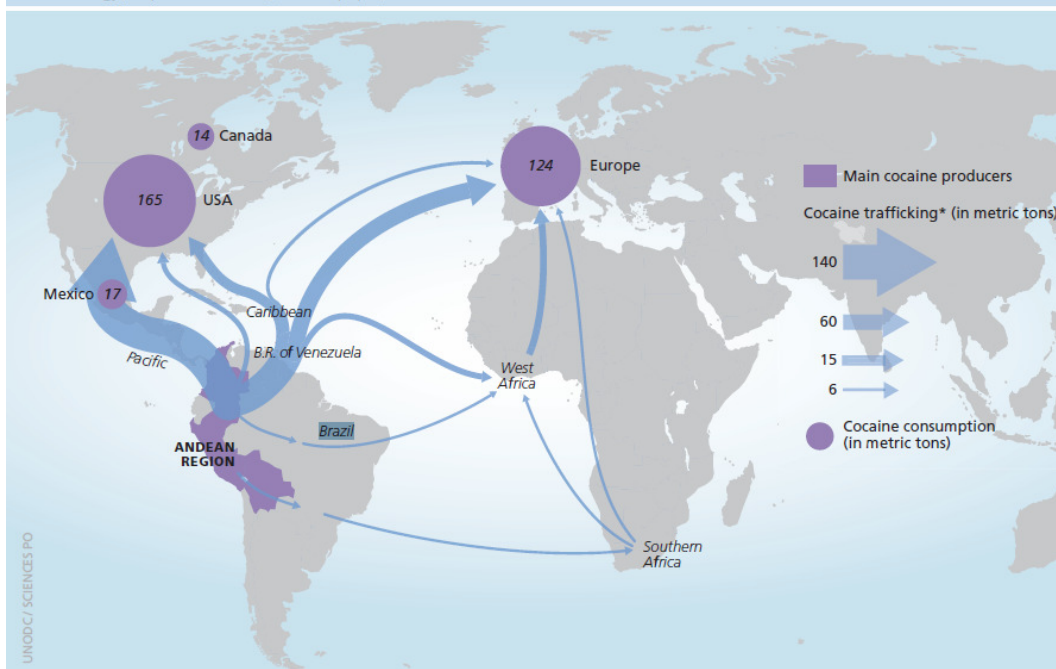 14 Canada
165 USA
124 Europe
Main cocaine producers
Cocaine trafficking* (in metric tons)
140
60
15
6
Cocaine consumption
(in metric tons)
Mexico 17
Caribbean
Pacific
B.R. of Venezuela
West
Africa
Brazil
ANDEAN
REGION
Southern
Africa
UNODC / SCIENCES PO